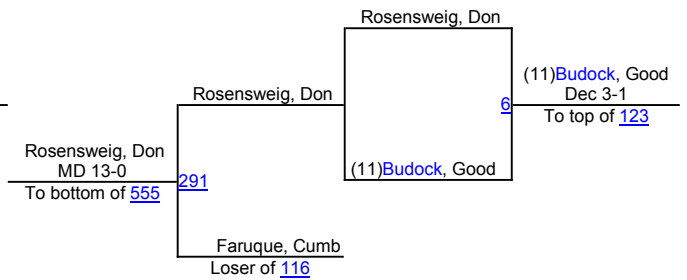 Rosensweig, Don
(11)Budock, Good
Dec 3-1
6
To top of 123
Rosensweig, Don
Rosensweig, Don
MD 13-0
291
To bottom of 555
(11)Budock, Good
Faruque, Cumb
Loser of 116